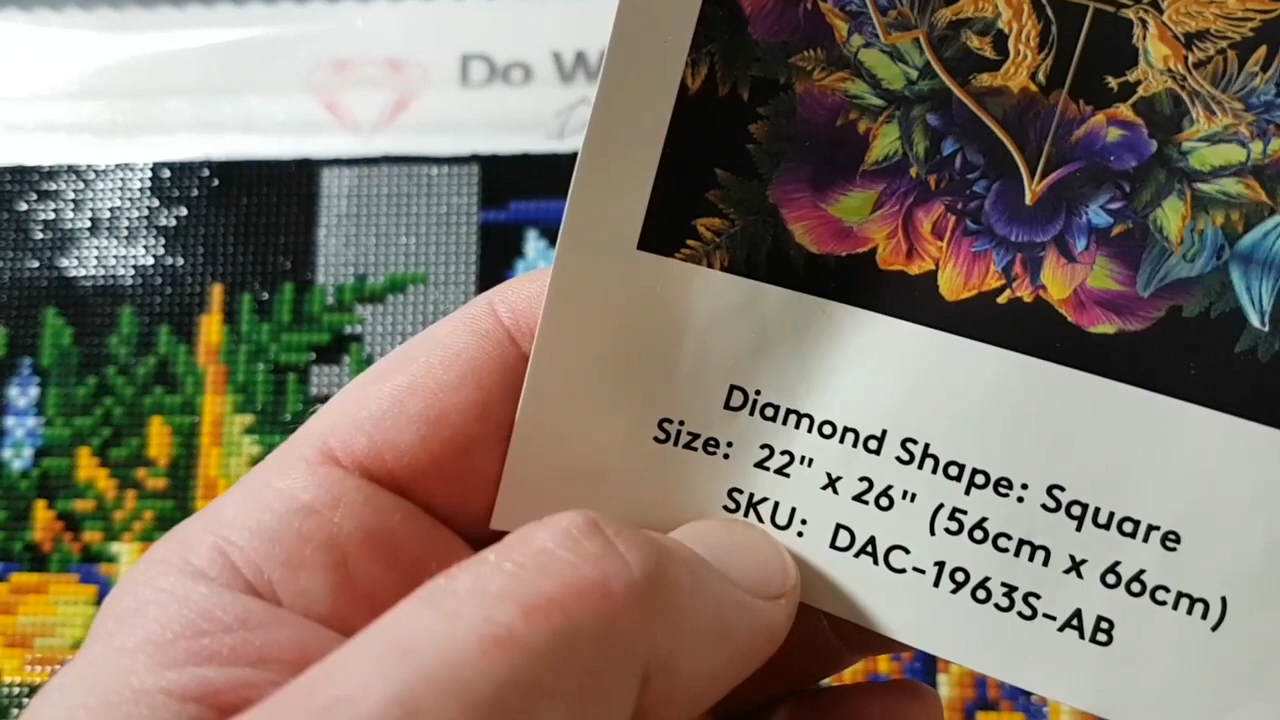 Do W
Diamond Shape: Square
Size: 22" x 26" (56cm x 66cm)
SKU: DAC-1963S-AB